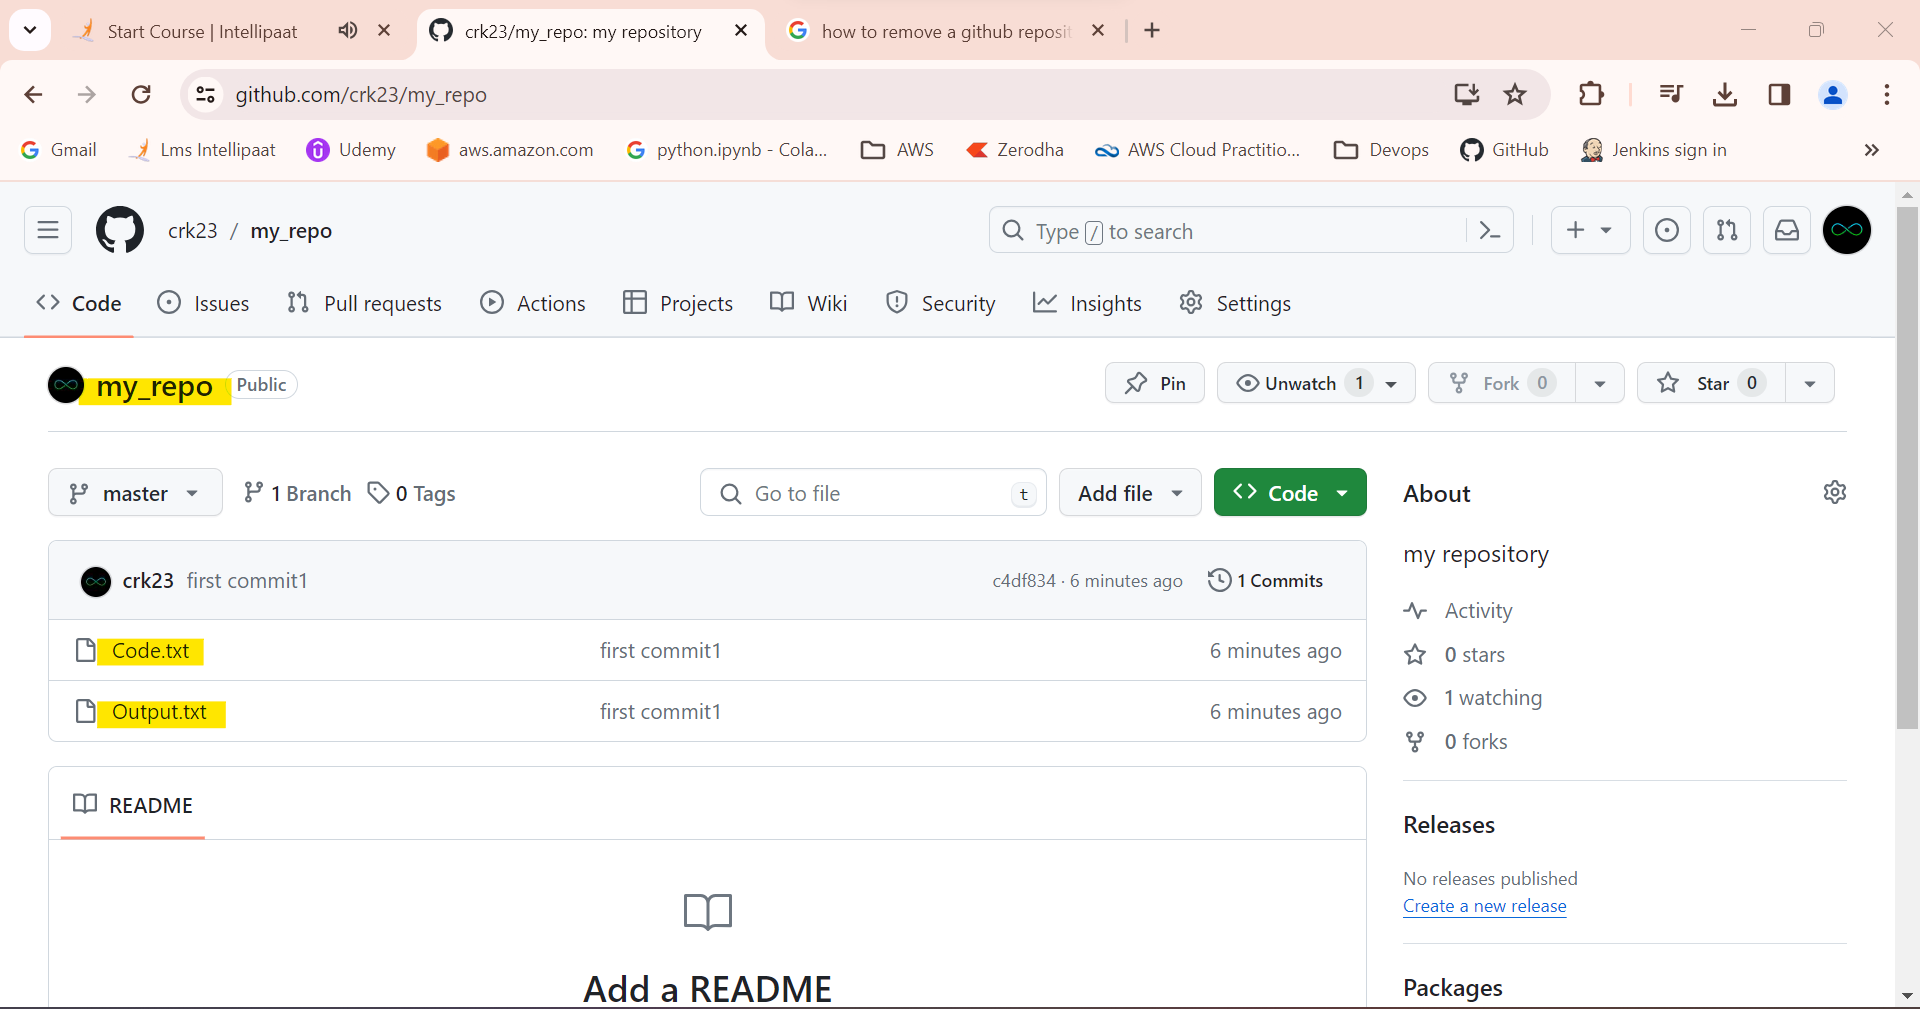 Start Course | Intellipaat
crk23/my_repo: my repository
how to remove a github reposit
github.com/crk23/my_repo
Gmail Lms Intellipaat Udemy aws.amazon.com python.ipynb - Cola... AWS Zerodha AWS Cloud Practitio... Devops GitHub Jenkins sign in
crk23 / my_repo
Type / to search
Code Issues Pull requests Actions Projects Wiki Security Insights Settings
my_repo Public
Pin Unwatch 1 Fork 0 Star 0
master 1 Branch 0 Tags
Go to file t
Add file
Code
crk23 first commit1 c4df834 · 6 minutes ago 1 Commits
Code.txt first commit1 6 minutes ago
Output.txt first commit1 6 minutes ago
README
Add a README
About
my repository
Activity
0 stars
1 watching
0 forks
Releases
No releases published
Create a new release
Packages